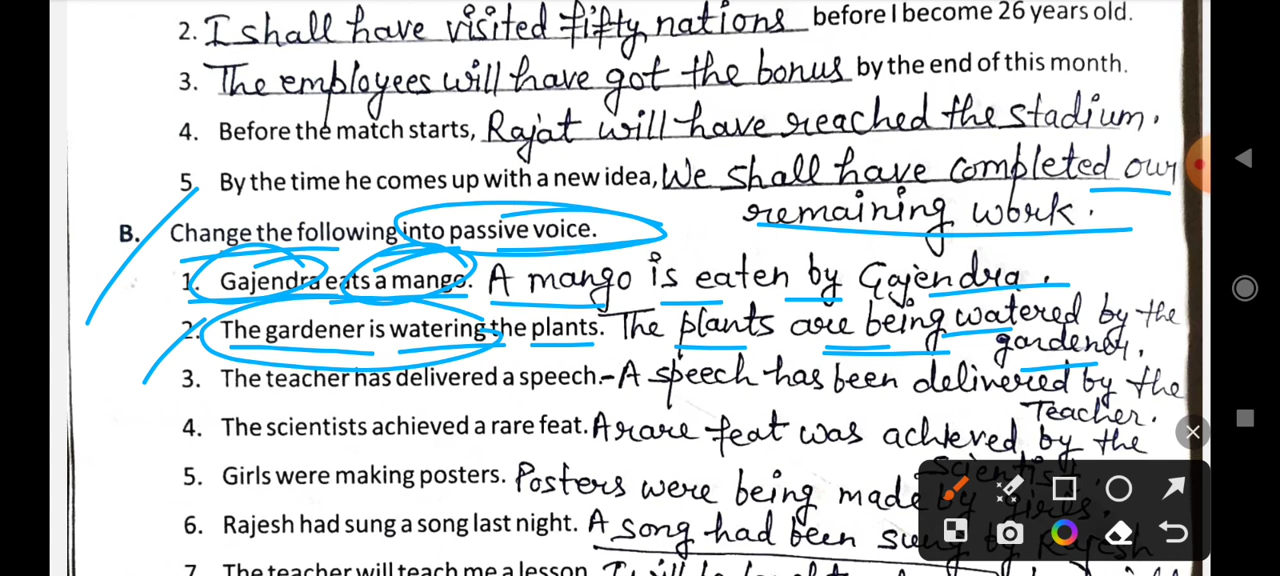 2. I shall have visited fifty nations before I become 26 years old.
3. The employees will have got the bonus by the end of this month.
4. Before the match starts, Rajat will have reached the stadium.
5. By the time he comes up with a new idea, We shall have completed our
remaining work.
B. Change the following into passive voice.
1. Gajendra eats a mango. A mango is eaten by Gajendra.
2. The gardener is watering the plants. The plants are being watered by the
gardener.
3. The teacher has delivered a speech.- A speech has been delivered by the
Teacher.
4. The scientists achieved a rare feat. A rare feat was achieved by the
Scientists.
5. Girls were making posters. Posters were being made by girls.
6. Rajesh had sung a song last night. A song had been sung by Rajesh
7. The teacher will teach me a lesson.